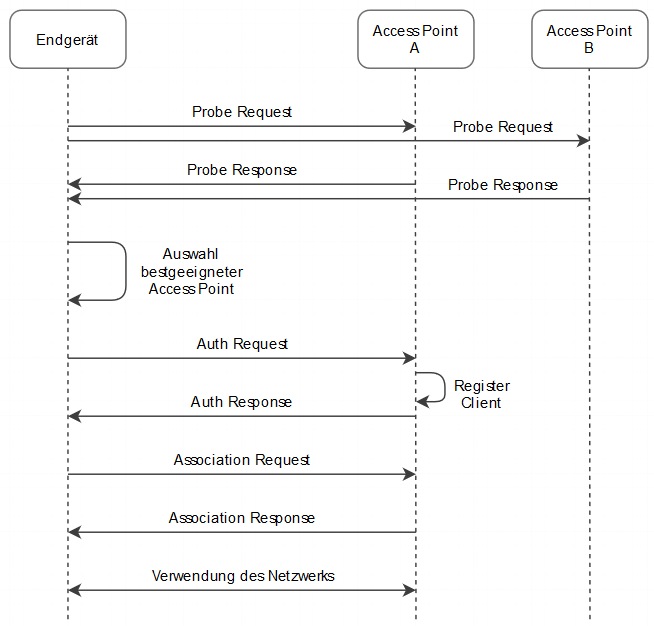 Endgerät
Access Point
A
Access Point
B
Probe Request
Probe Request
Probe Response
Probe Response
Auswahl
bestgeeigneter
Access Point
Auth Request
Register
Client
Auth Response
Association Request
Association Response
Verwendung des Netzwerks